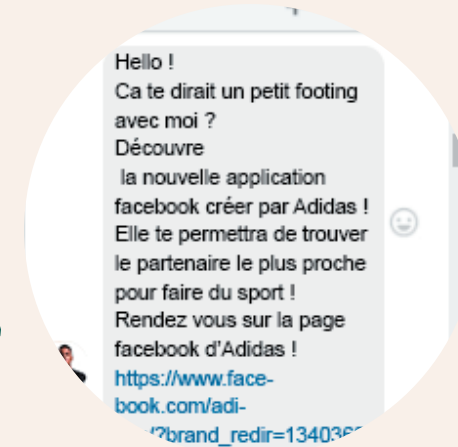 Hello !
Ca te dirait un petit footing
avec moi ?
Découvre
la nouvelle application
facebook créer par Adidas !
Elle te permettra de trouver
le partenaire le plus proche
pour faire du sport !
Rendez vous sur la page
facebook d'Adidas !
https://www.face-
book.com/adi-
/?brand_redir=134036